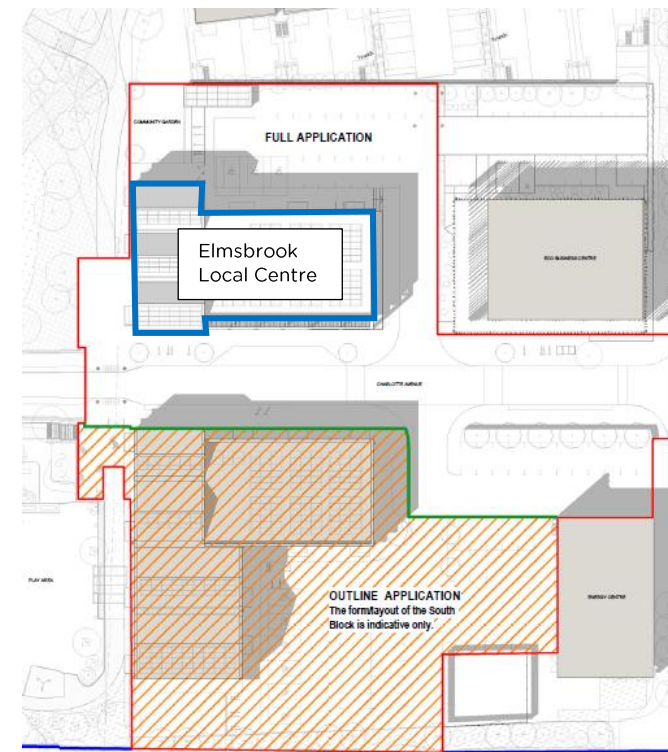 COMMUNITY GARDEN
FULL APPLICATION
Elmsbrook
Local Centre
ECO BUSINESS CENTRE
CHARLOTTE AVENUE
PLAY AREA
OUTLINE APPLICATION
The form/layout of the South
Block is indicative only.
ENERGY CENTRE